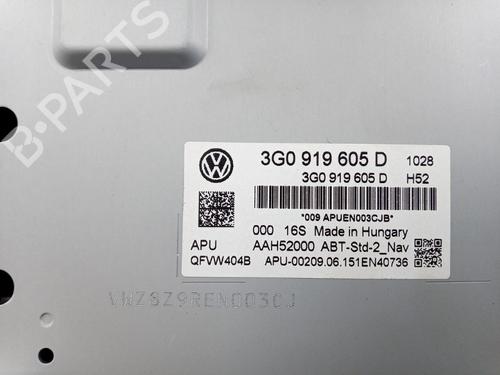 B-PARTS
3G0 919 605 D 1028
3G0 919 605 D H52
*009 APUEN003CJB*
000 16S Made in Hungary
APU AAH52000 ABT-Std-2_Nav
QFVW404B APU-00209.06.151EN40736
VWZ8Z9REN003CJ